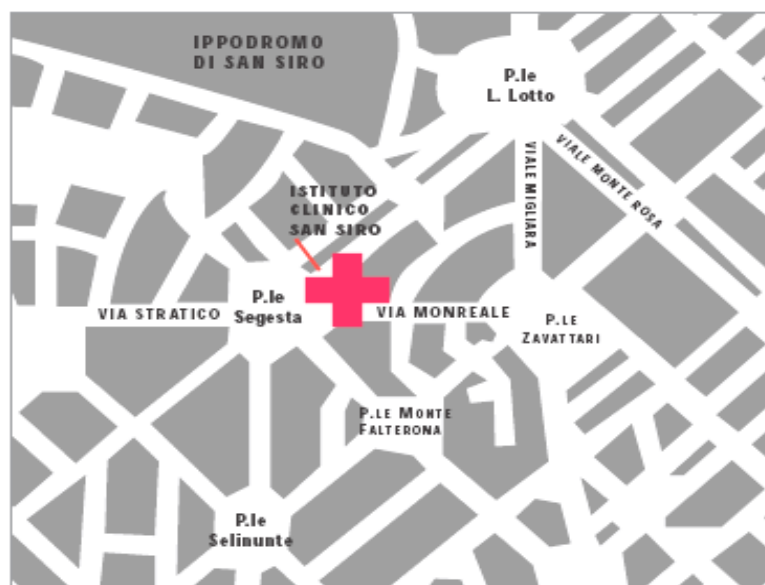 IPPODROMO
DI SAN SIRO
P.le
L. Lotto
VIALE MONTE ROSA
VIALE MIGLIARA
ISTITUTO
CLINICO
SAN SIRO
P.le
Segesta
VIA STRATICO
VIA MONREALE
P.LE
ZAVATTARI
P.LE MONTE
FALTERONA
P.le
Selinunte